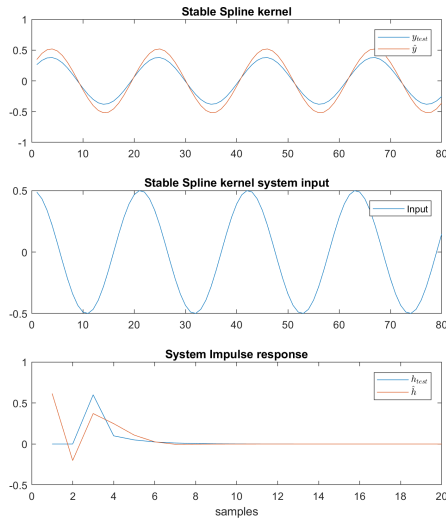 Stable Spline kernel
1
0.5
0
-0.5
-1
y_test
ŷ
0 10 20 30 40 50 60 70 80
Stable Spline kernel system input
0.5
0
-0.5
Input
0 10 20 30 40 50 60 70 80
System Impulse response
1
0.5
0
-0.5
h_test
ĥ
0 2 4 6 8 10 12 14 16 18 20
samples